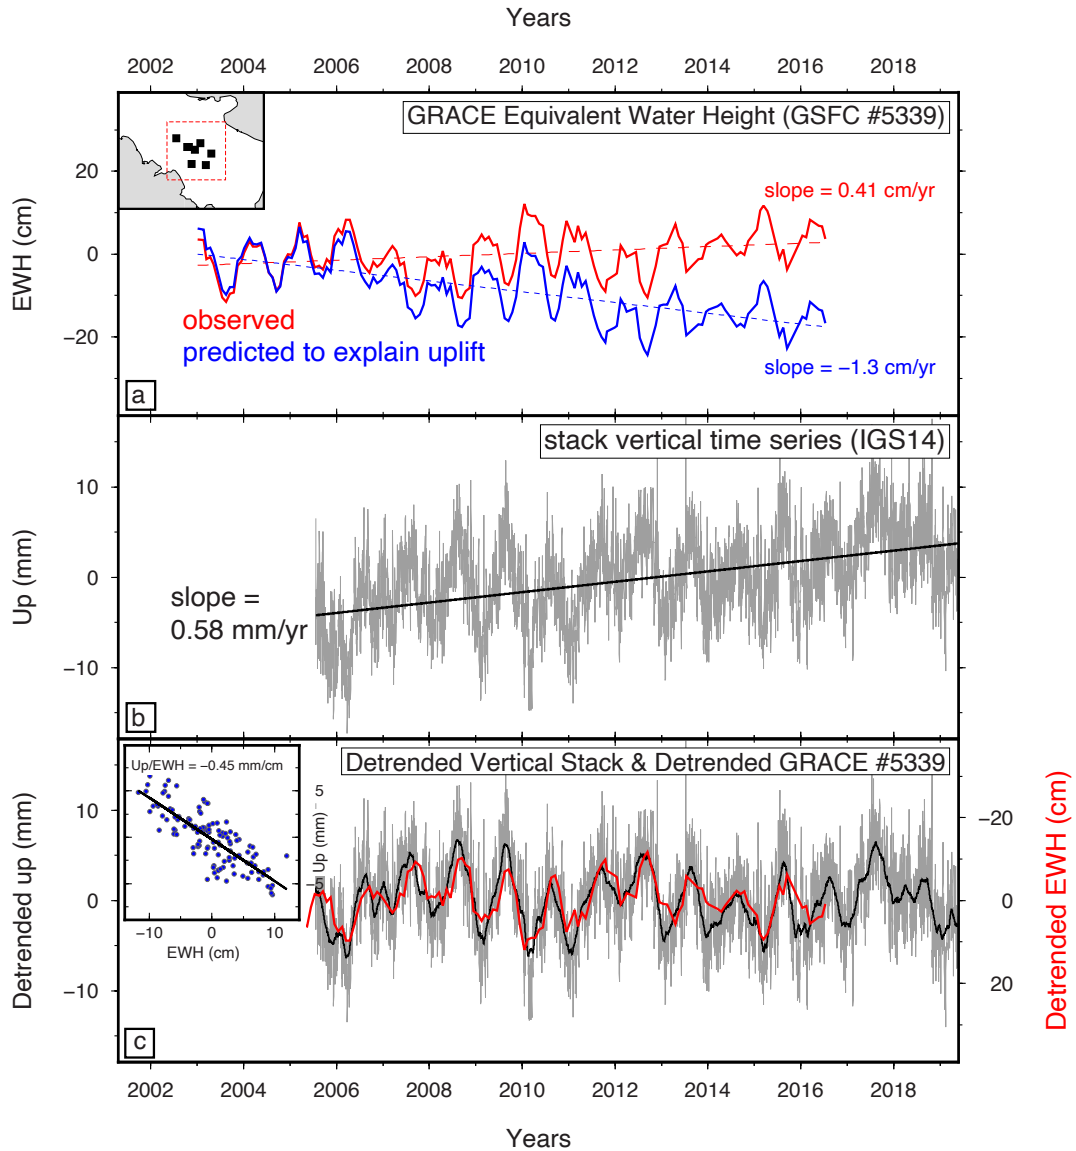 Years
2002 2004 2006 2008 2010 2012 2014 2016 2018
GRACE Equivalent Water Height (GSFC #5339)
20
0
−20
EWH (cm)
slope = 0.41 cm/yr
observed
predicted to explain uplift
slope = −1.3 cm/yr
a
stack vertical time series (IGS14)
10
0
−10
Up (mm)
slope =
0.58 mm/yr
b
Detrended Vertical Stack & Detrended GRACE #5339
Up/EWH = −0.45 mm/cm
5
Up (mm)
−10 0 10
EWH (cm)
10
0
−10
Detrended up (mm)
−20
0
20
Detrended EWH (cm)
c
2002 2004 2006 2008 2010 2012 2014 2016 2018
Years